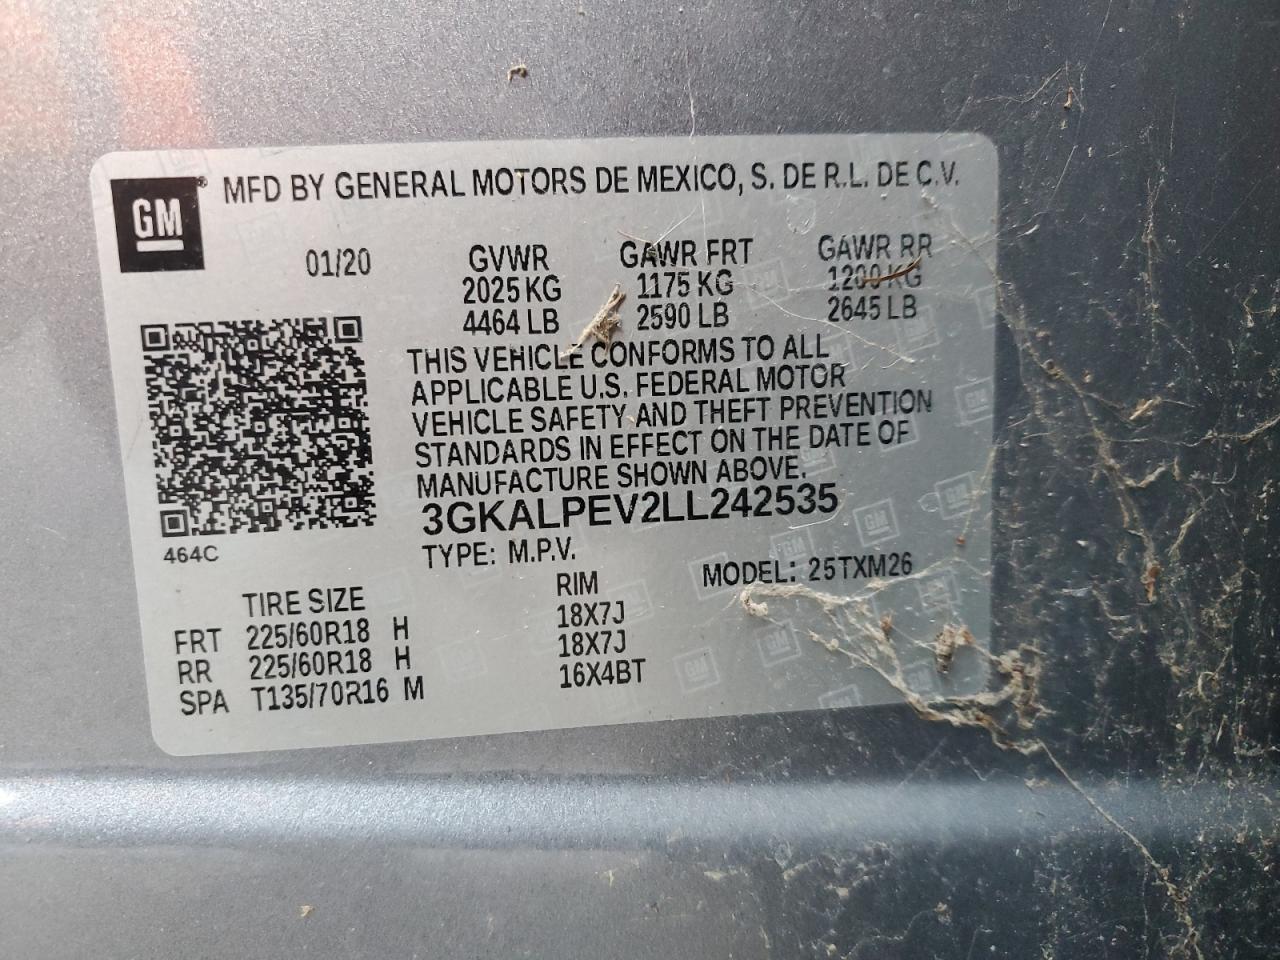 GM
MFD BY GENERAL MOTORS DE MEXICO, S. DE R.L. DE C.V.
01/20
GVWR GAWR FRT GAWR RR
2025 KG 1175 KG 1200 KG
4464 LB 2590 LB 2645 LB
THIS VEHICLE CONFORMS TO ALL
APPLICABLE U.S. FEDERAL MOTOR
VEHICLE SAFETY AND THEFT PREVENTION
STANDARDS IN EFFECT ON THE DATE OF
MANUFACTURE SHOWN ABOVE.
3GKALPEV2LL242535
464C
TYPE: M.P.V. MODEL: 25TXM26
TIRE SIZE RIM
FRT 225/60R18 H 18X7J
RR 225/60R18 H 18X7J
SPA T135/70R16 M 16X4BT